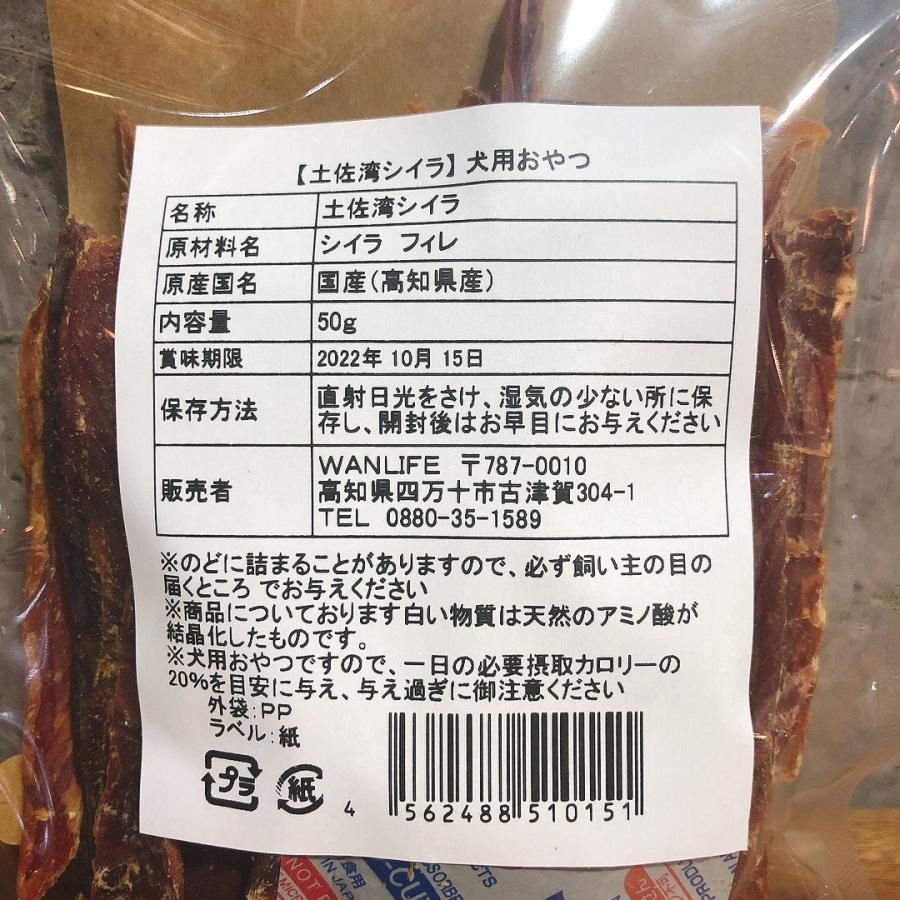 【土佐湾シイラ】犬用おやつ
名称 土佐湾シイラ
原材料名 シイラ フィレ
原産国名 国産(高知県産)
内容量 50g
賞味期限 2022年 10月 15日
保存方法 直射日光をさけ、湿気の少ない所に保
存し、開封後はお早目にお与えください
販売者 WANLIFE 〒787-0010
高知県四万十市古津賀304-1
TEL 0880-35-1589
※のどに詰まることがありますので、必ず飼い主の目の
届くところ でお与えください
※商品についております白い物質は天然のアミノ酸が
結晶化したものです。
※犬用おやつですので、一日の必要摂取カロリーの
20%を目安に与え、与え過ぎに御注意ください
外袋:PP
ラベル:紙
プラ 紙
4 562488 510151
食用
IN JAP
NOT